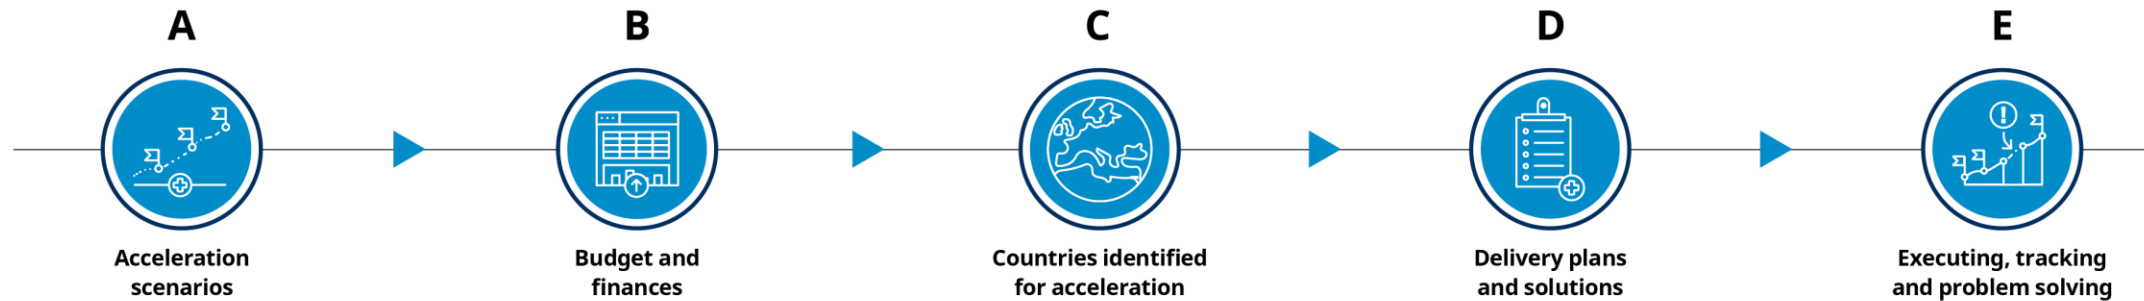 A
B
C
D
E
Acceleration
scenarios
Budget and
finances
Countries identified
for acceleration
Delivery plans
and solutions
Executing, tracking
and problem solving